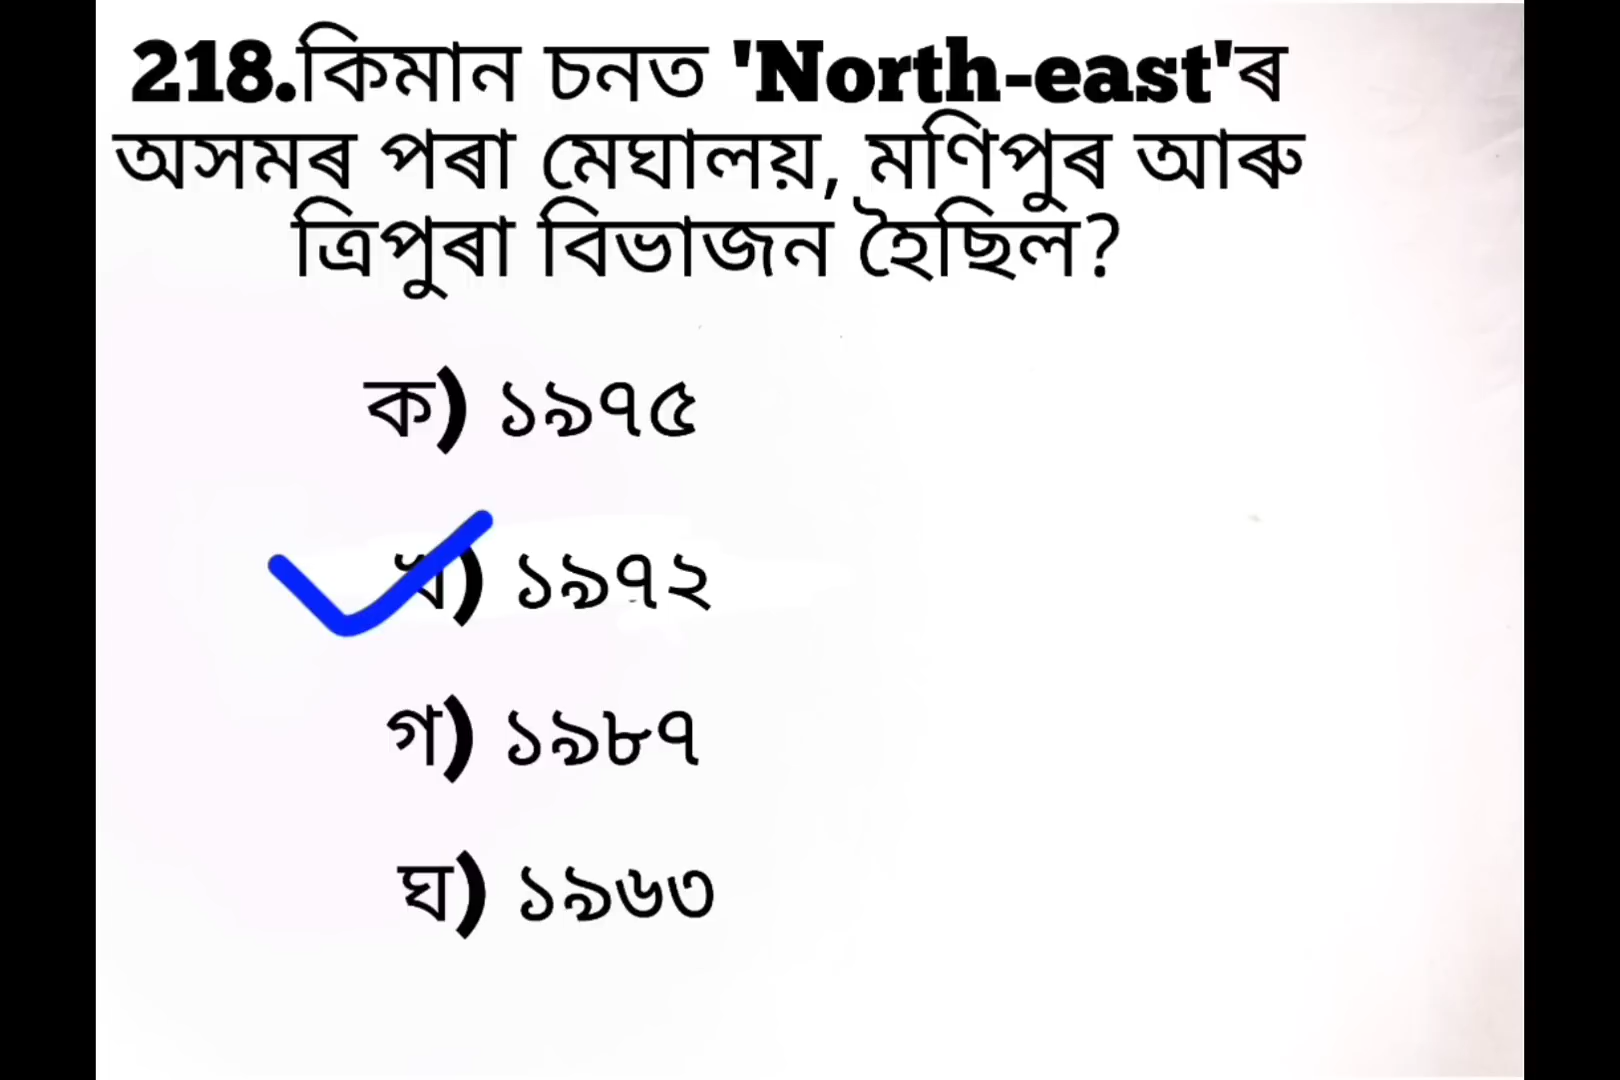 218.কিমান চনত 'North-east'ৰ
অসমৰ পৰা মেঘালয়, মণিপুৰ আৰু
ত্ৰিপুৰা বিভাজন হৈছিল?
ক) ১৯৭৫
খ) ১৯৭২
গ) ১৯৮৭
ঘ) ১৯৬৩